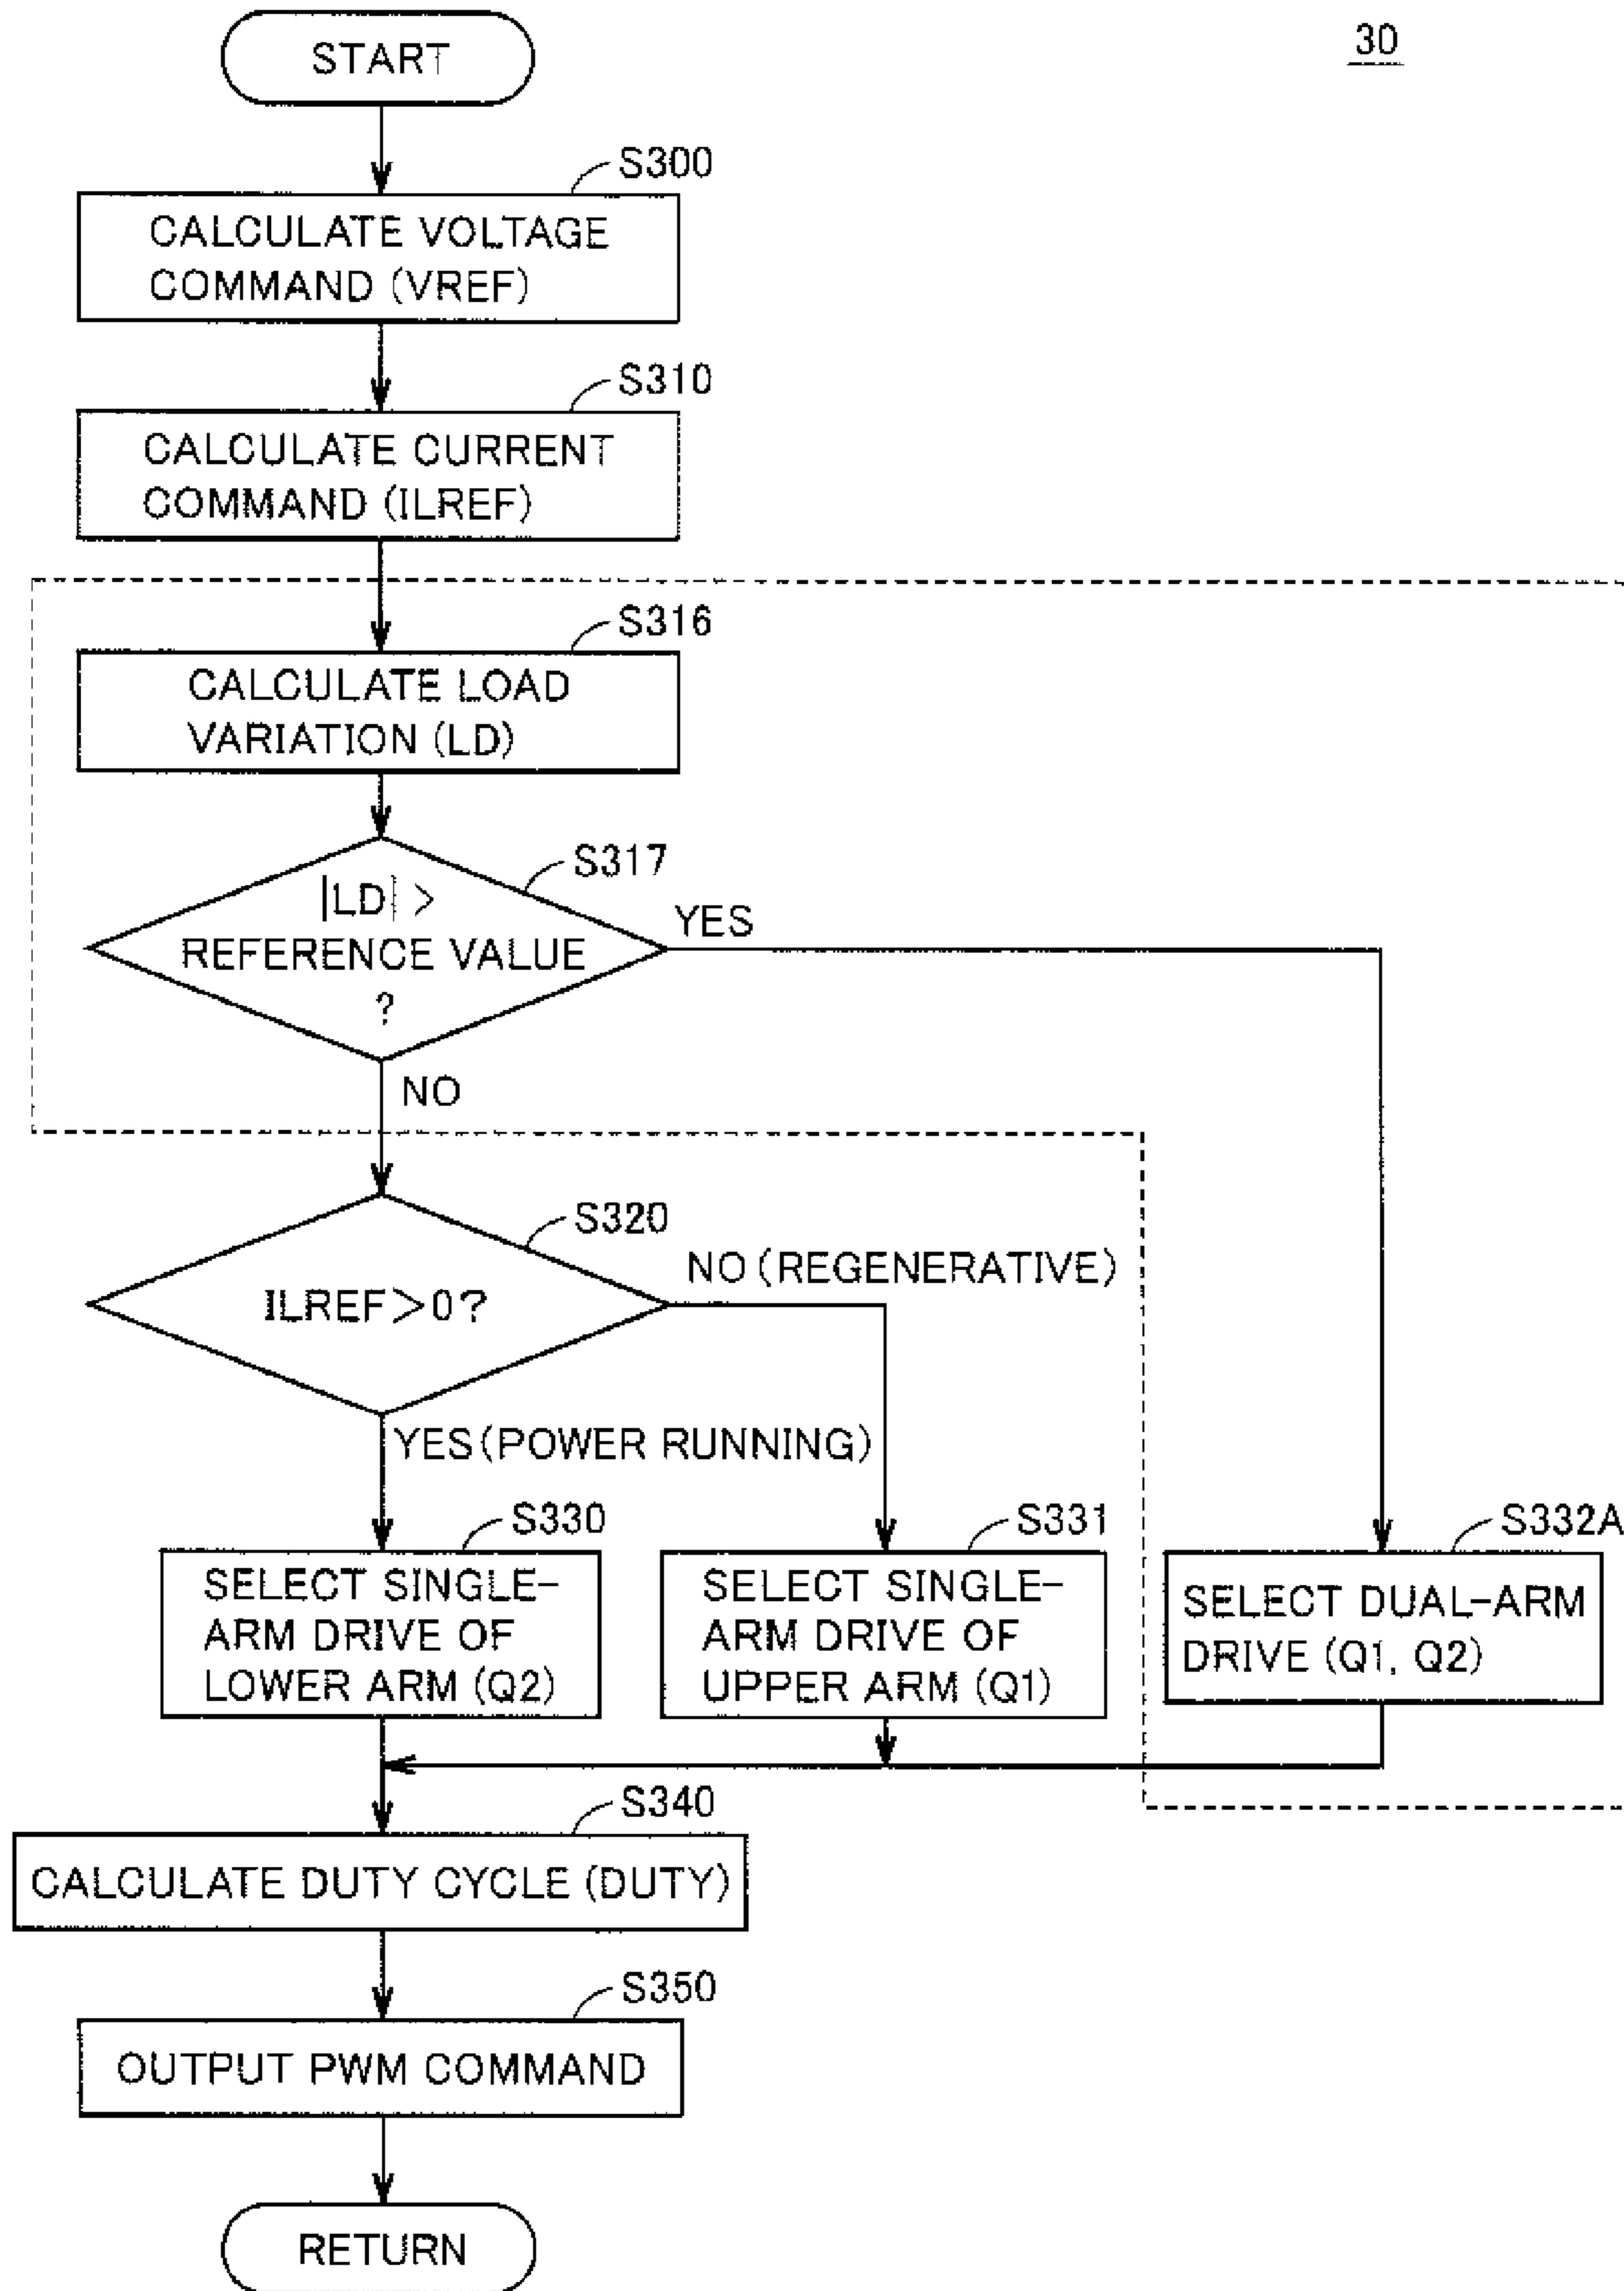 START
30
S300
CALCULATE VOLTAGE
COMMAND (VREF)
S310
CALCULATE CURRENT
COMMAND (ILREF)
S316
CALCULATE LOAD
VARIATION (LD)
S317
|LD| >
REFERENCE VALUE
?
YES
NO
S320
ILREF>0?
NO (REGENERATIVE)
YES (POWER RUNNING)
S330
SELECT SINGLE-
ARM DRIVE OF
LOWER ARM (Q2)
S331
SELECT SINGLE-
ARM DRIVE OF
UPPER ARM (Q1)
S332A
SELECT DUAL-ARM
DRIVE (Q1, Q2)
S340
CALCULATE DUTY CYCLE (DUTY)
S350
OUTPUT PWM COMMAND
RETURN